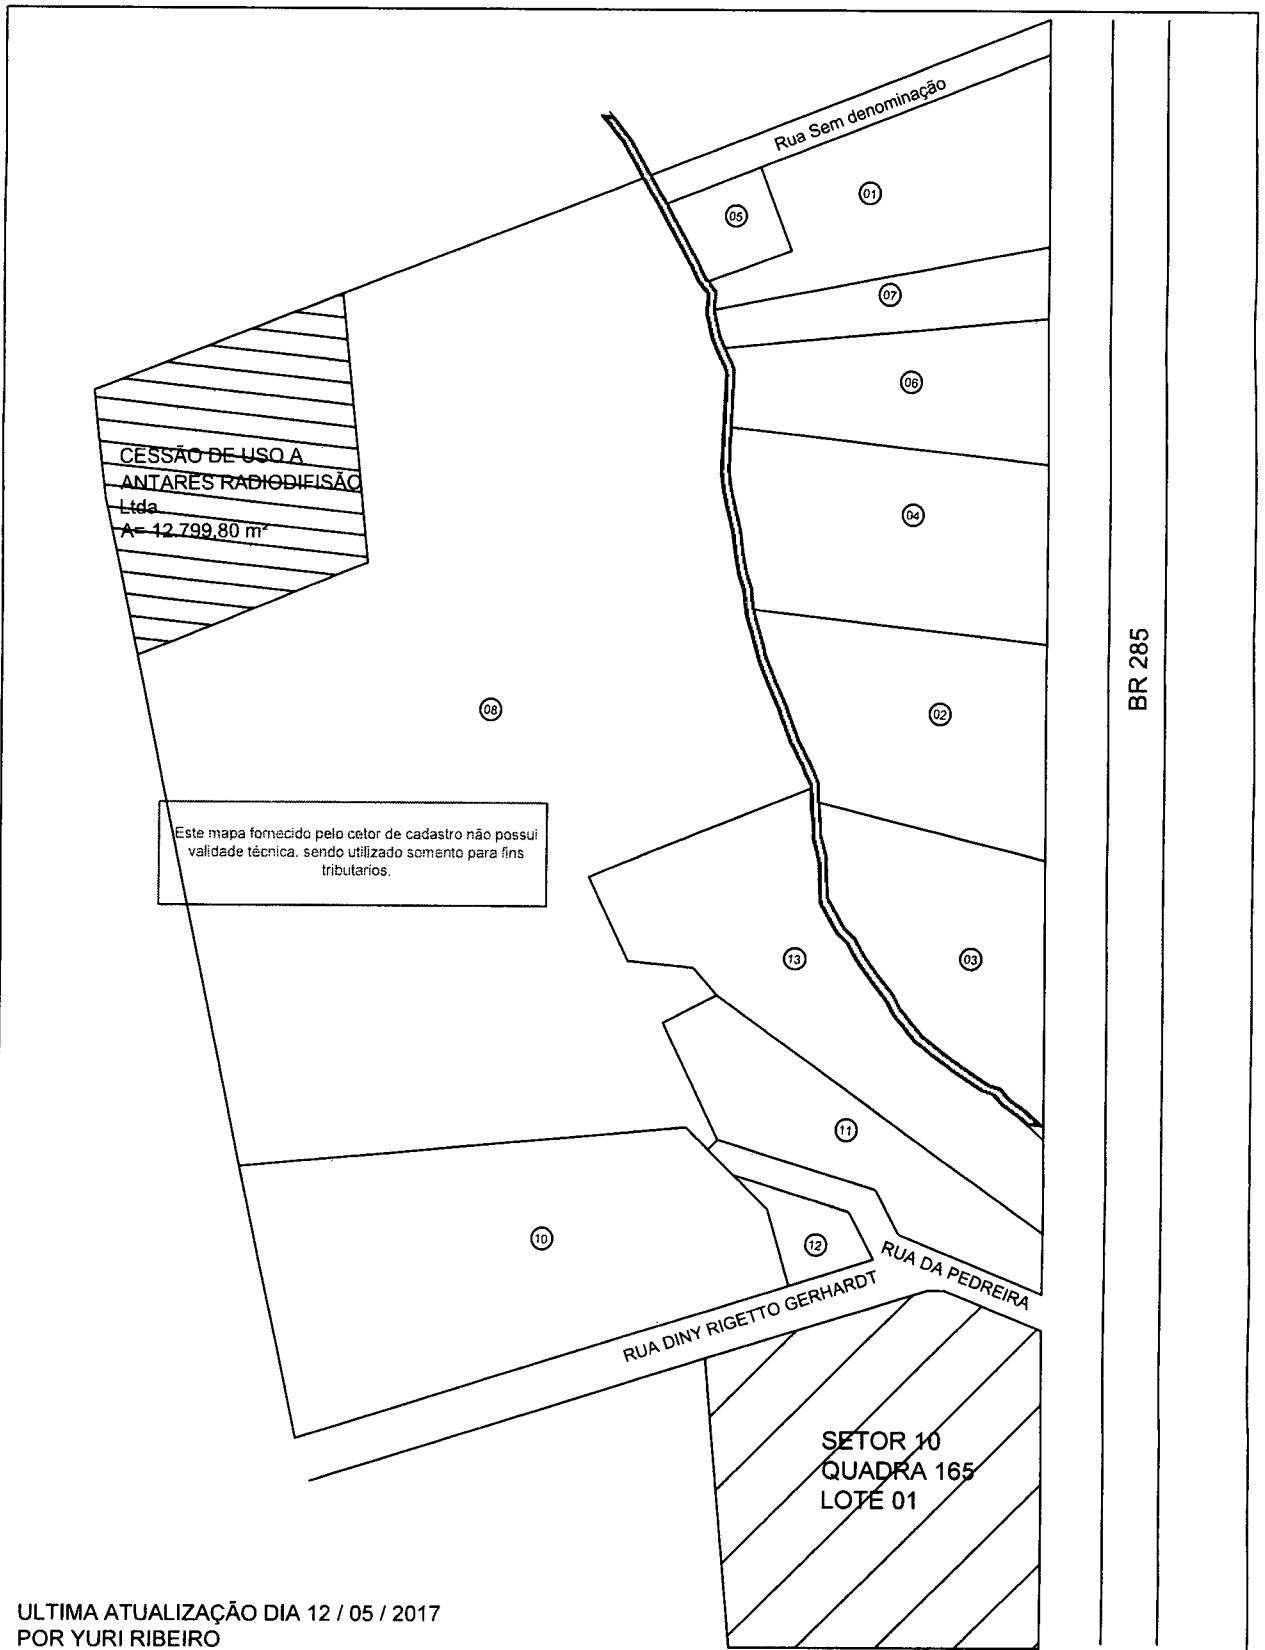 Rua Sem denominação
01
05
07
06
CESSÃO DE USO A
ANTARES RADIODIFISÃO
Ltda
A= 12.799,80 m²
04
BR 285
08
02
Este mapa fornecido pelo cetor de cadastro não possui
validade técnica. sendo utilizado somento para fins
tributarios.
13
03
11
10
12
RUA DA PEDREIRA
RUA DINY RIGETTO GERHARDT
SETOR 10
QUADRA 165
LOTE 01
ULTIMA ATUALIZAÇÃO DIA 12 / 05 / 2017
POR YURI RIBEIRO